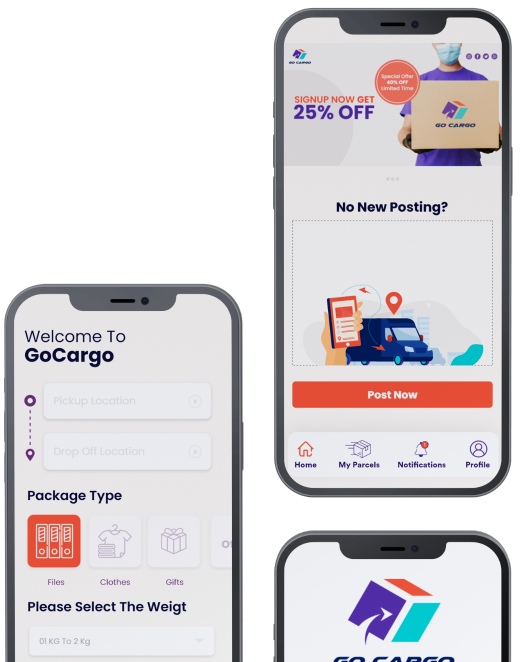 GO CARGO
Special Offer
40% OFF
Limited Time
SIGNUP NOW GET
25% OFF
GO CARGO
No New Posting?
Post Now
Home
My Parcels
Notifications
Profile
Welcome To
GoCargo
Pickup Location
Drop Off Location
Package Type
Files
Clothes
Gifts
Please Select The Weigt
01 KG To 2 Kg
GO CARGO